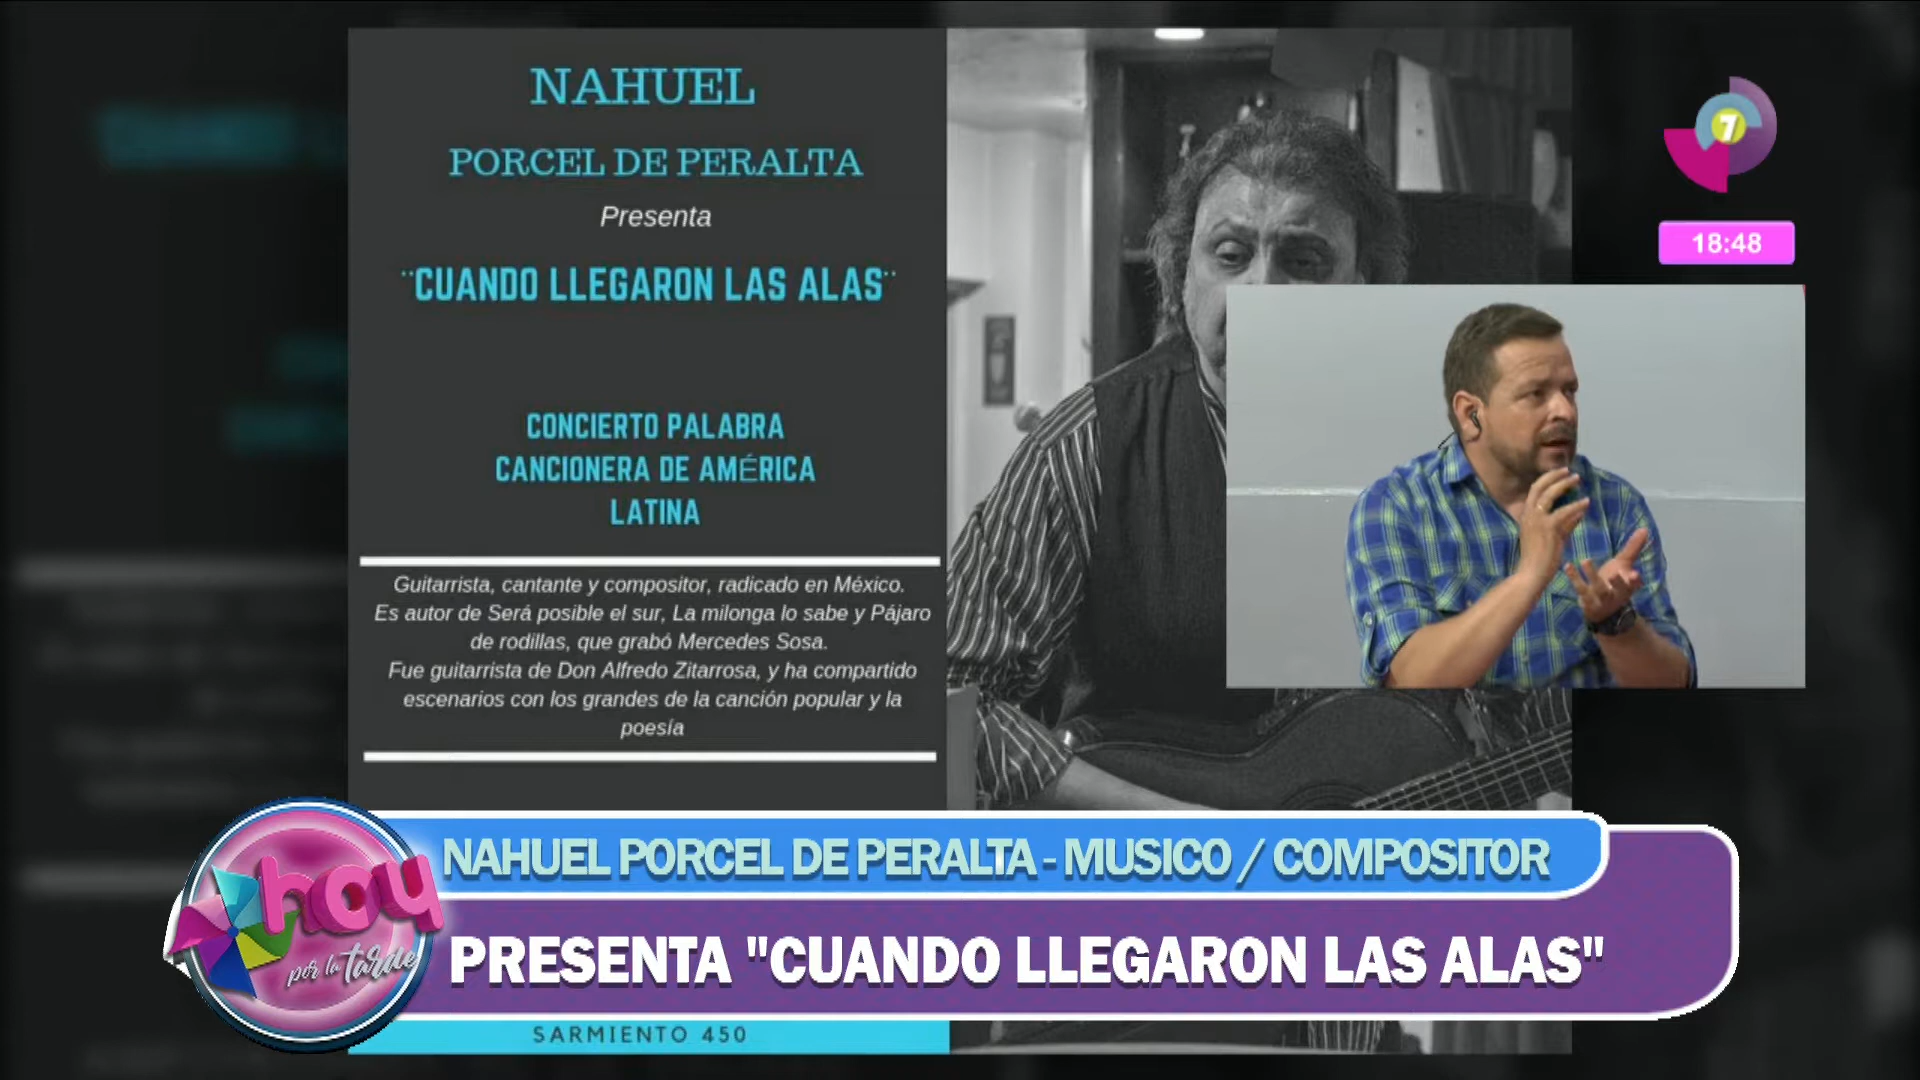 NAHUEL
PORCEL DE PERALTA
Presenta
¨CUANDO LLEGARON LAS ALAS¨
CONCIERTO PALABRA
CANCIONERA DE AMÉRICA
LATINA
Guitarrista, cantante y compositor, radicado en México.
Es autor de Será posible el sur, La milonga lo sabe y Pájaro
de rodillas, que grabó Mercedes Sosa.
Fue guitarrista de Don Alfredo Zitarrosa, y ha compartido
escenarios con los grandes de la canción popular y la
poesía
7
18:48
NAHUEL PORCEL DE PERALTA - MUSICO / COMPOSITOR
hoy
por la tarde
PRESENTA "CUANDO LLEGARON LAS ALAS"
SARMIENTO 450